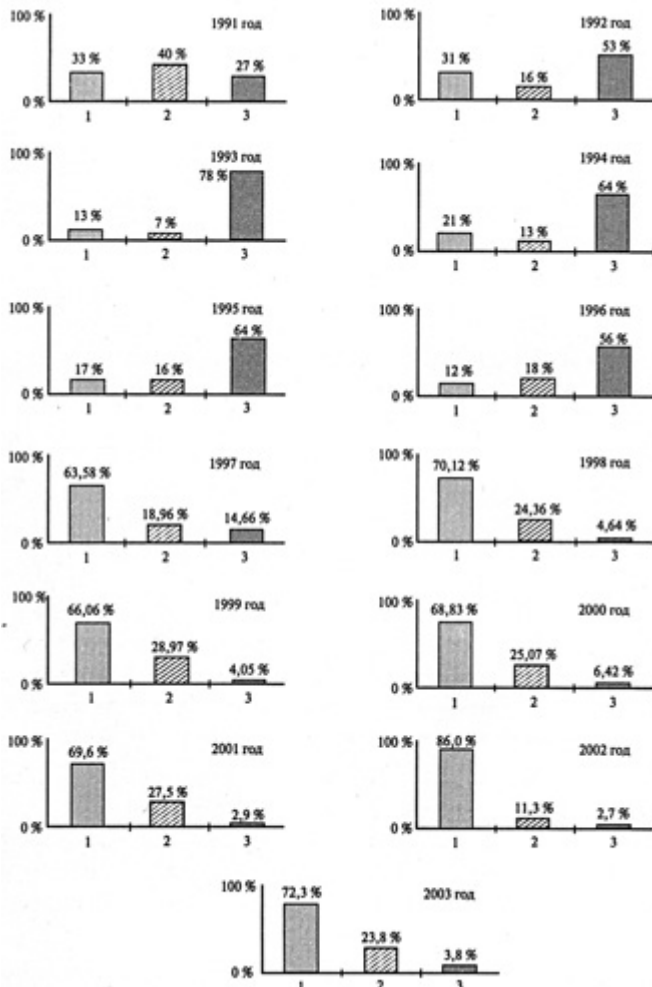 1991 год
100 %
33 %
40 %
27 %
0 %
1 2 3
1992 год
100 %
31 %
16 %
53 %
0 %
1 2 3
1993 год
100 %
13 %
7 %
78 %
0 %
1 2 3
1994 год
100 %
21 %
13 %
64 %
0 %
1 2 3
1995 год
100 %
17 %
16 %
64 %
0 %
1 2 3
1996 год
100 %
12 %
18 %
56 %
0 %
1 2 3
1997 год
100 %
63,58 %
18,96 %
14,66 %
0 %
1 2 3
1998 год
100 %
70,12 %
24,36 %
4,64 %
0 %
1 2 3
1999 год
100 %
66,06 %
28,97 %
4,05 %
0 %
1 2 3
2000 год
100 %
68,83 %
25,07 %
6,42 %
0 %
1 2 3
2001 год
100 %
69,6 %
27,5 %
2,9 %
0 %
1 2 3
2002 год
100 %
86,0 %
11,3 %
2,7 %
0 %
1 2 3
2003 год
100 %
72,3 %
23,8 %
3,8 %
0 %
1 2 3